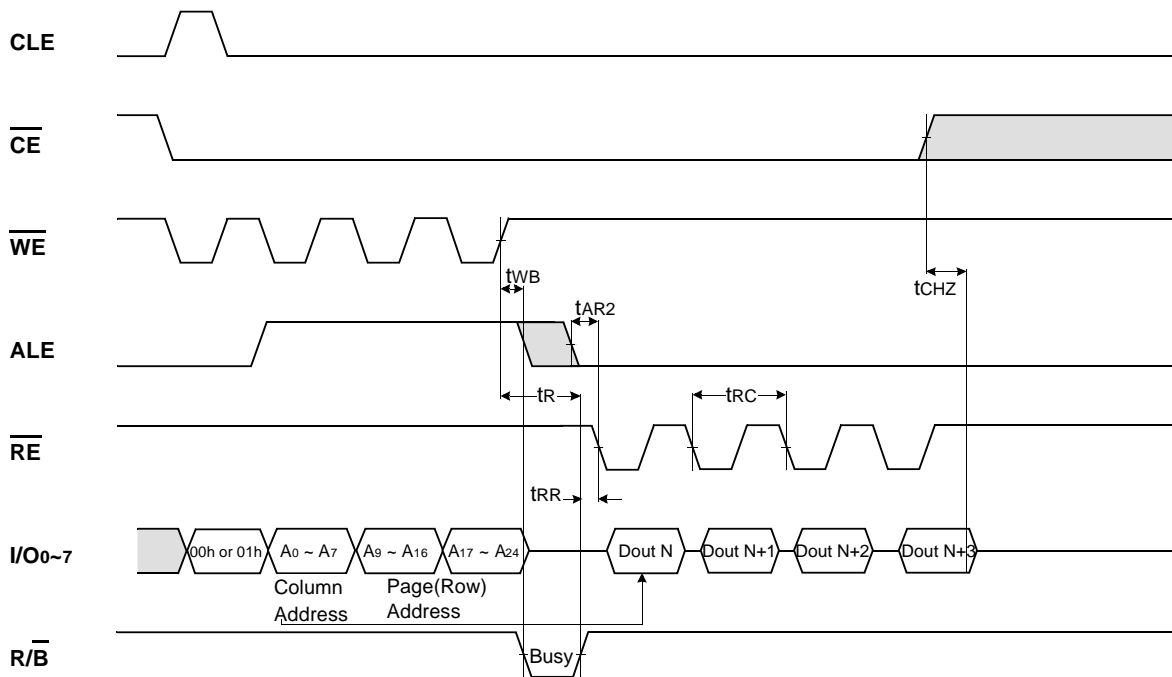 CLE
CE
WE
tWB
tCHZ
tAR2
ALE
tR
tRC
RE
tRR
I/O0~7
00h or 01h
A0 ~ A7
A9 ~ A16
A17 ~ A24
Dout N
Dout N+1
Dout N+2
Dout N+3
Column
Address
Page(Row)
Address
R/B
Busy